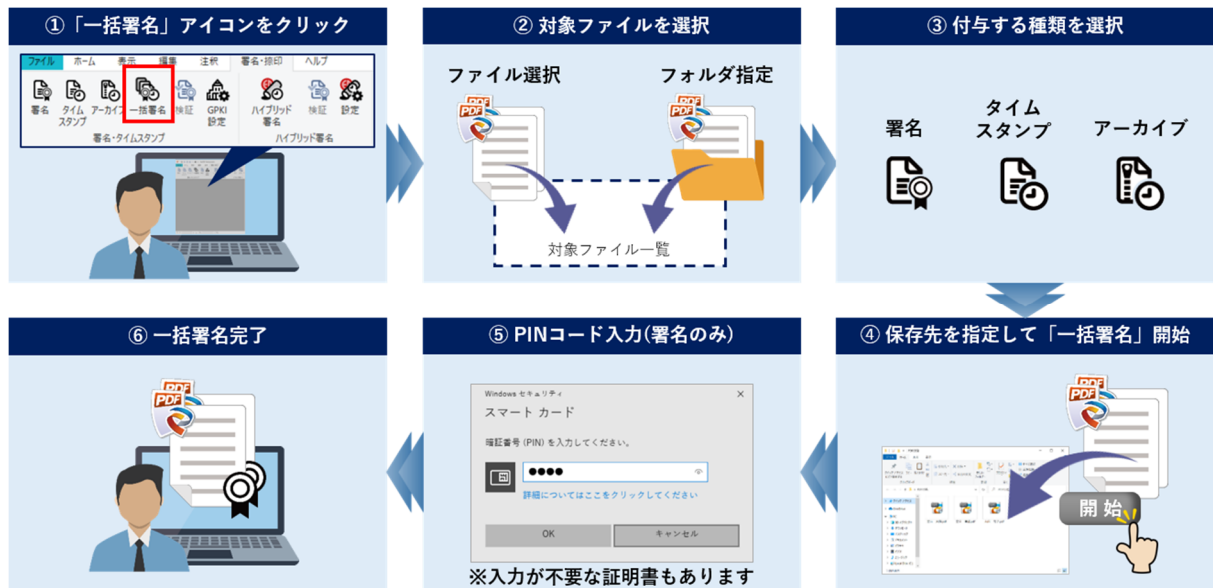 ①「一括署名」アイコンをクリック
ファイル ホーム 表示 編集 注釈 署名・捺印 ヘルプ
署名 タイムスタンプ アーカイブ 一括署名 検証 GPKI設定 ハイブリッド署名 検証 設定
署名・タイムスタンプ ハイブリッド署名
② 対象ファイルを選択
ファイル選択 フォルダ指定
PDF PDF PDF PDF
対象ファイル一覧
③ 付与する種類を選択
署名 タイムスタンプ アーカイブ
④ 保存先を指定して「一括署名」開始
PDF
PDF
開始
⑤ PINコード入力(署名のみ)
Windows セキュリティ
スマート カード
暗証番号 (PIN) を入力してください。
詳細についてはここをクリックしてください
OK キャンセル
※入力が不要な証明書もあります
⑥ 一括署名完了
PDF
PDF